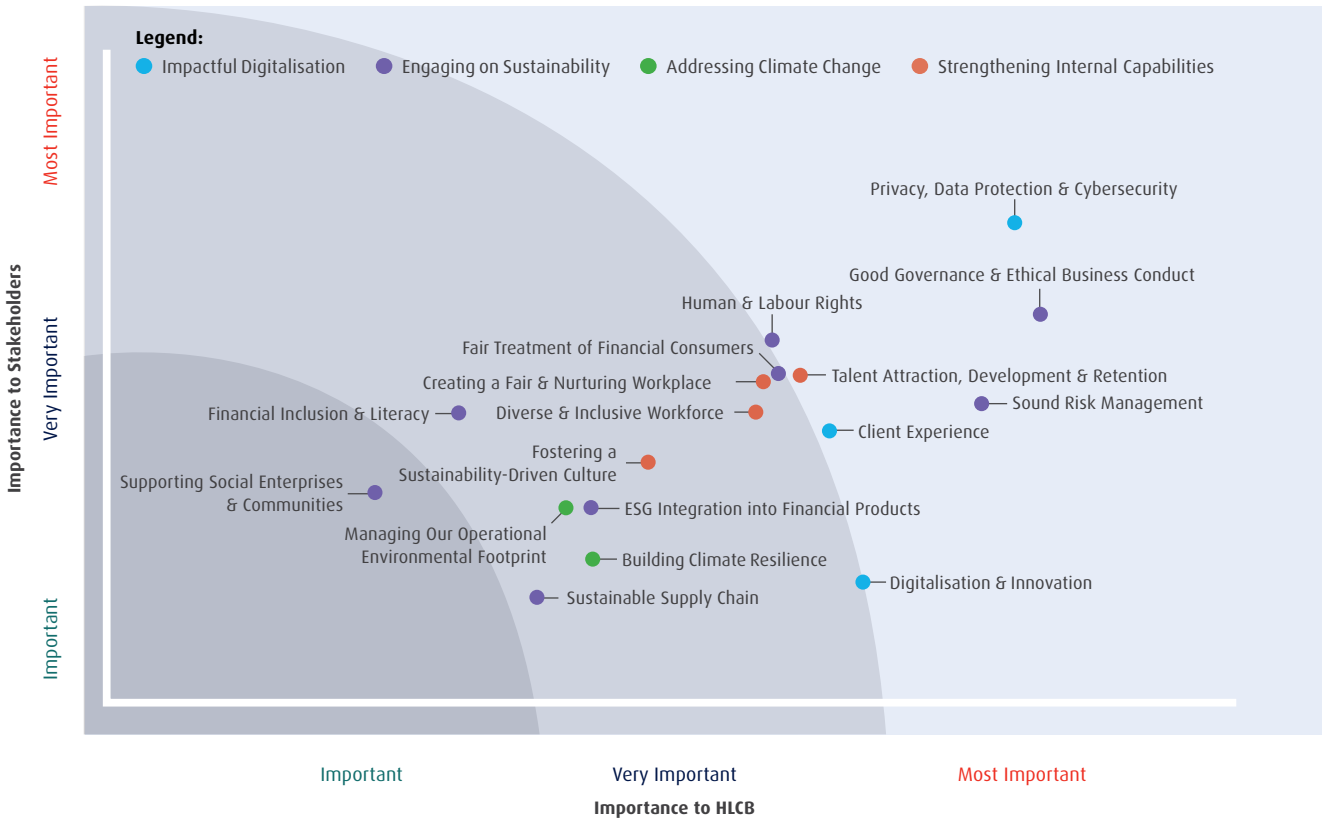 Legend:
Impactful Digitalisation
Engaging on Sustainability
Addressing Climate Change
Strengthening Internal Capabilities
Most Important
Very Important
Important
Importance to Stakeholders
Privacy, Data Protection & Cybersecurity
Good Governance & Ethical Business Conduct
Human & Labour Rights
Fair Treatment of Financial Consumers
Creating a Fair & Nurturing Workplace
Talent Attraction, Development & Retention
Financial Inclusion & Literacy
Diverse & Inclusive Workforce
Sound Risk Management
Client Experience
Fostering a
Sustainability-Driven Culture
Supporting Social Enterprises
& Communities
ESG Integration into Financial Products
Managing Our Operational
Environmental Footprint
Building Climate Resilience
Digitalisation & Innovation
Sustainable Supply Chain
Important
Very Important
Most Important
Importance to HLCB